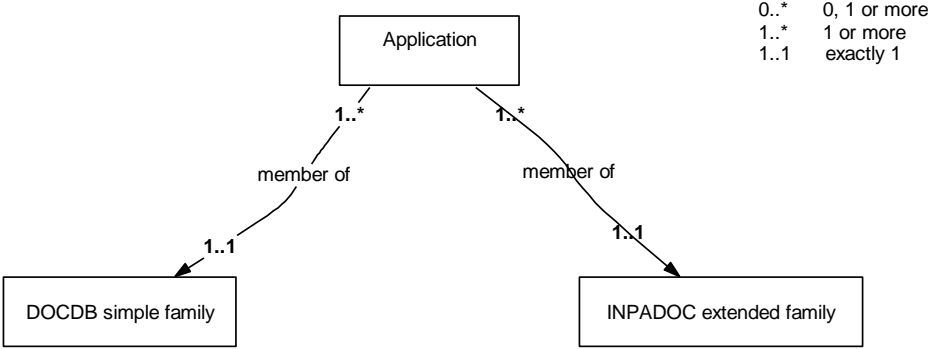 0..* 0, 1 or more
1..* 1 or more
1..1 exactly 1
Application
1..* 1..*
member of member of
1..1 1..1
DOCDB simple family INPADOC extended family